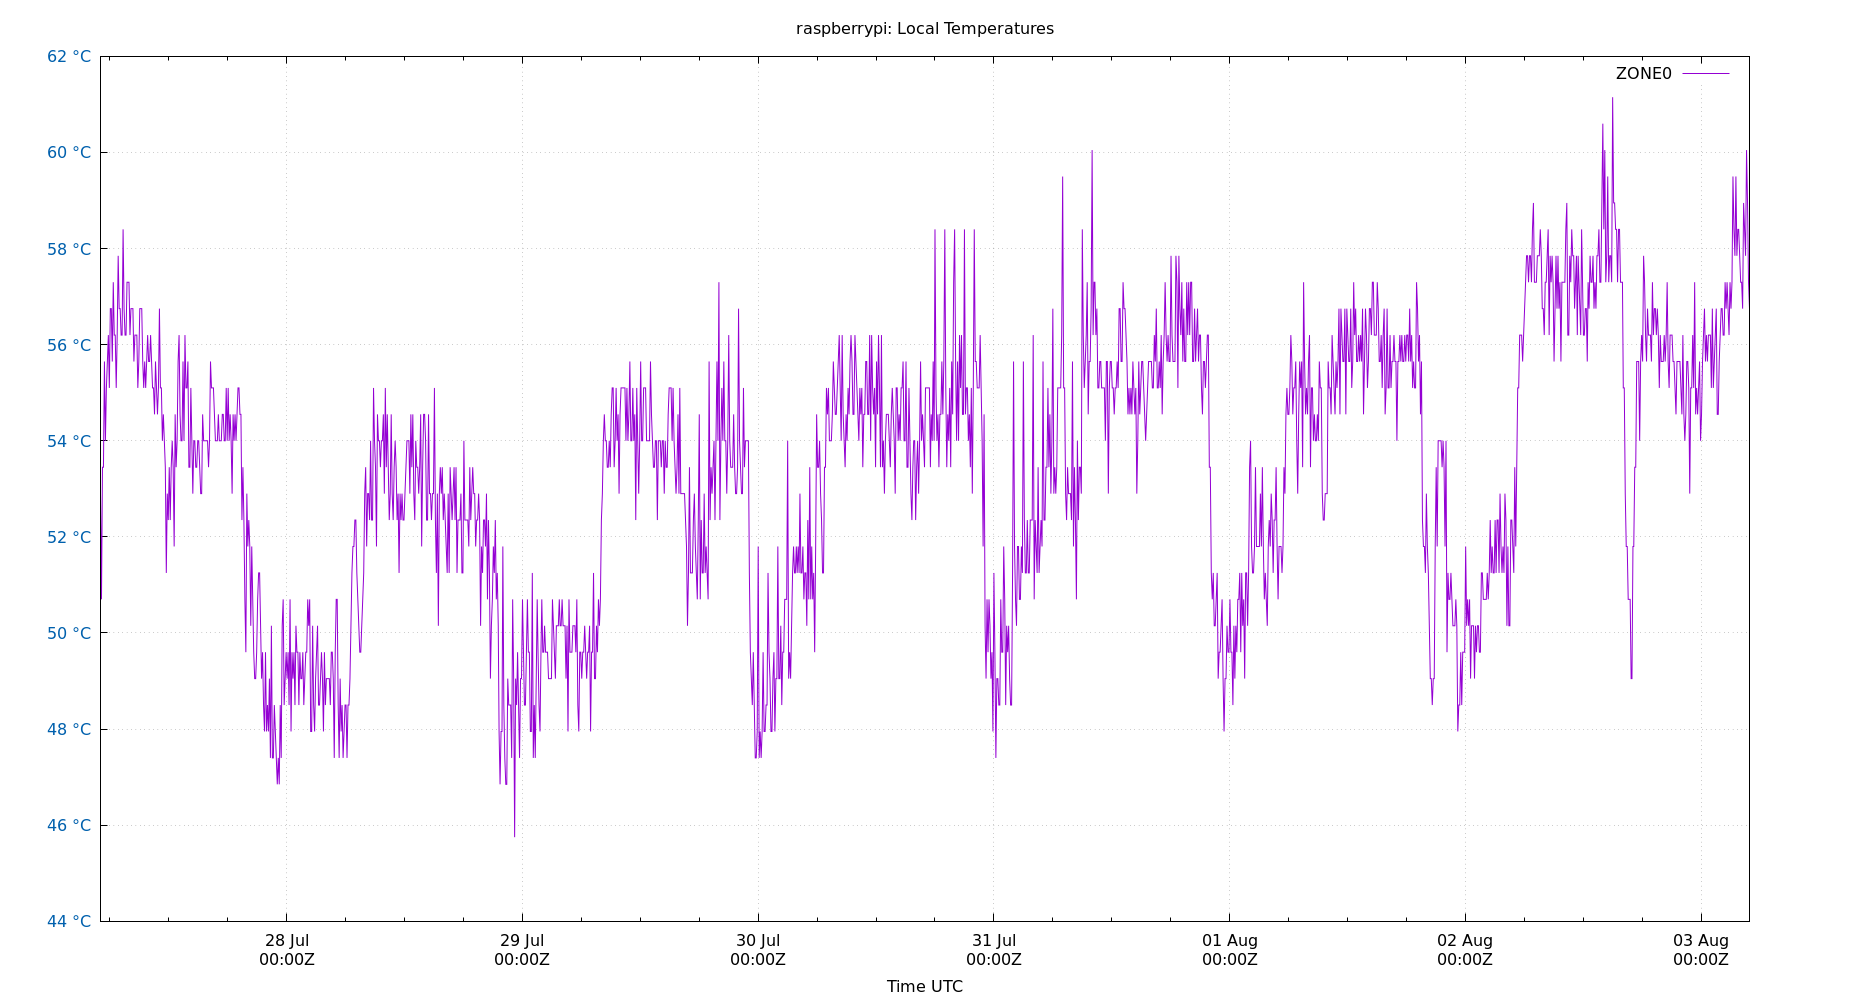 raspberrypi: Local Temperatures
62 °C
ZONE0
60 °C
58 °C
56 °C
54 °C
52 °C
50 °C
48 °C
46 °C
44 °C
28 Jul 29 Jul 30 Jul 31 Jul 01 Aug 02 Aug 03 Aug
00:00Z 00:00Z 00:00Z 00:00Z 00:00Z 00:00Z 00:00Z
Time UTC